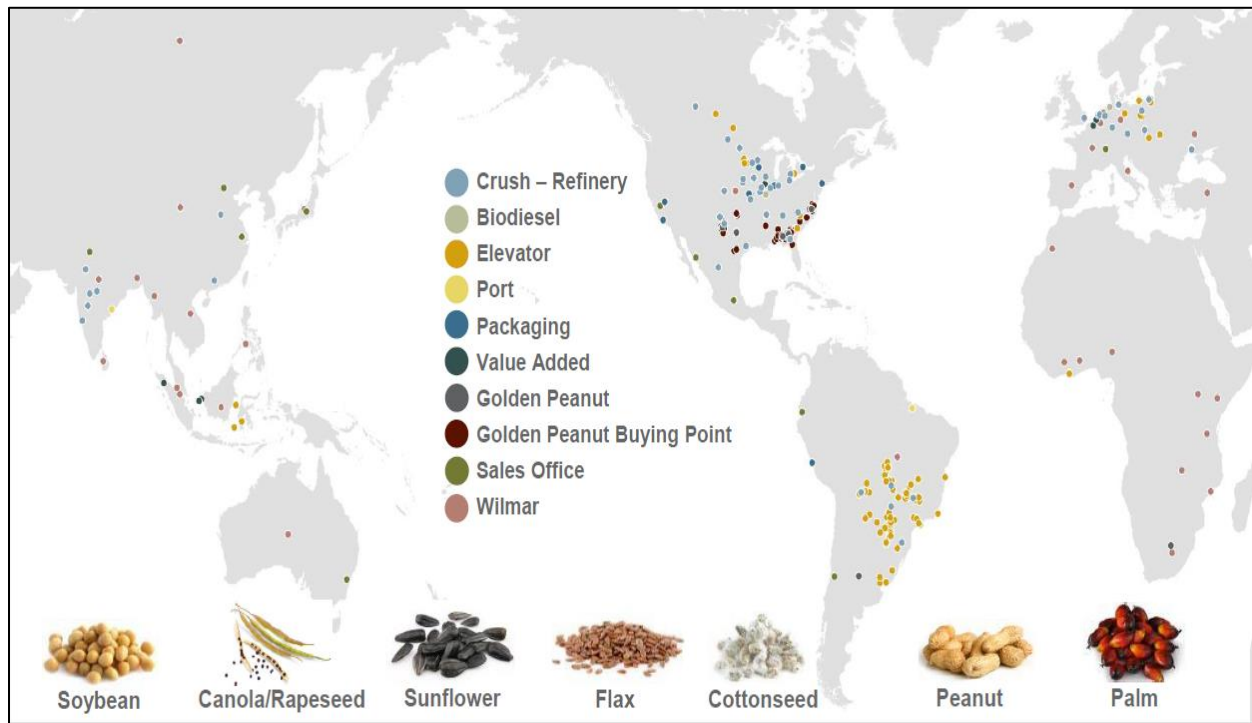 Crush – Refinery
Biodiesel
Elevator
Port
Packaging
Value Added
Golden Peanut
Golden Peanut Buying Point
Sales Office
Wilmar
Soybean
Canola/Rapeseed
Sunflower
Flax
Cottonseed
Peanut
Palm